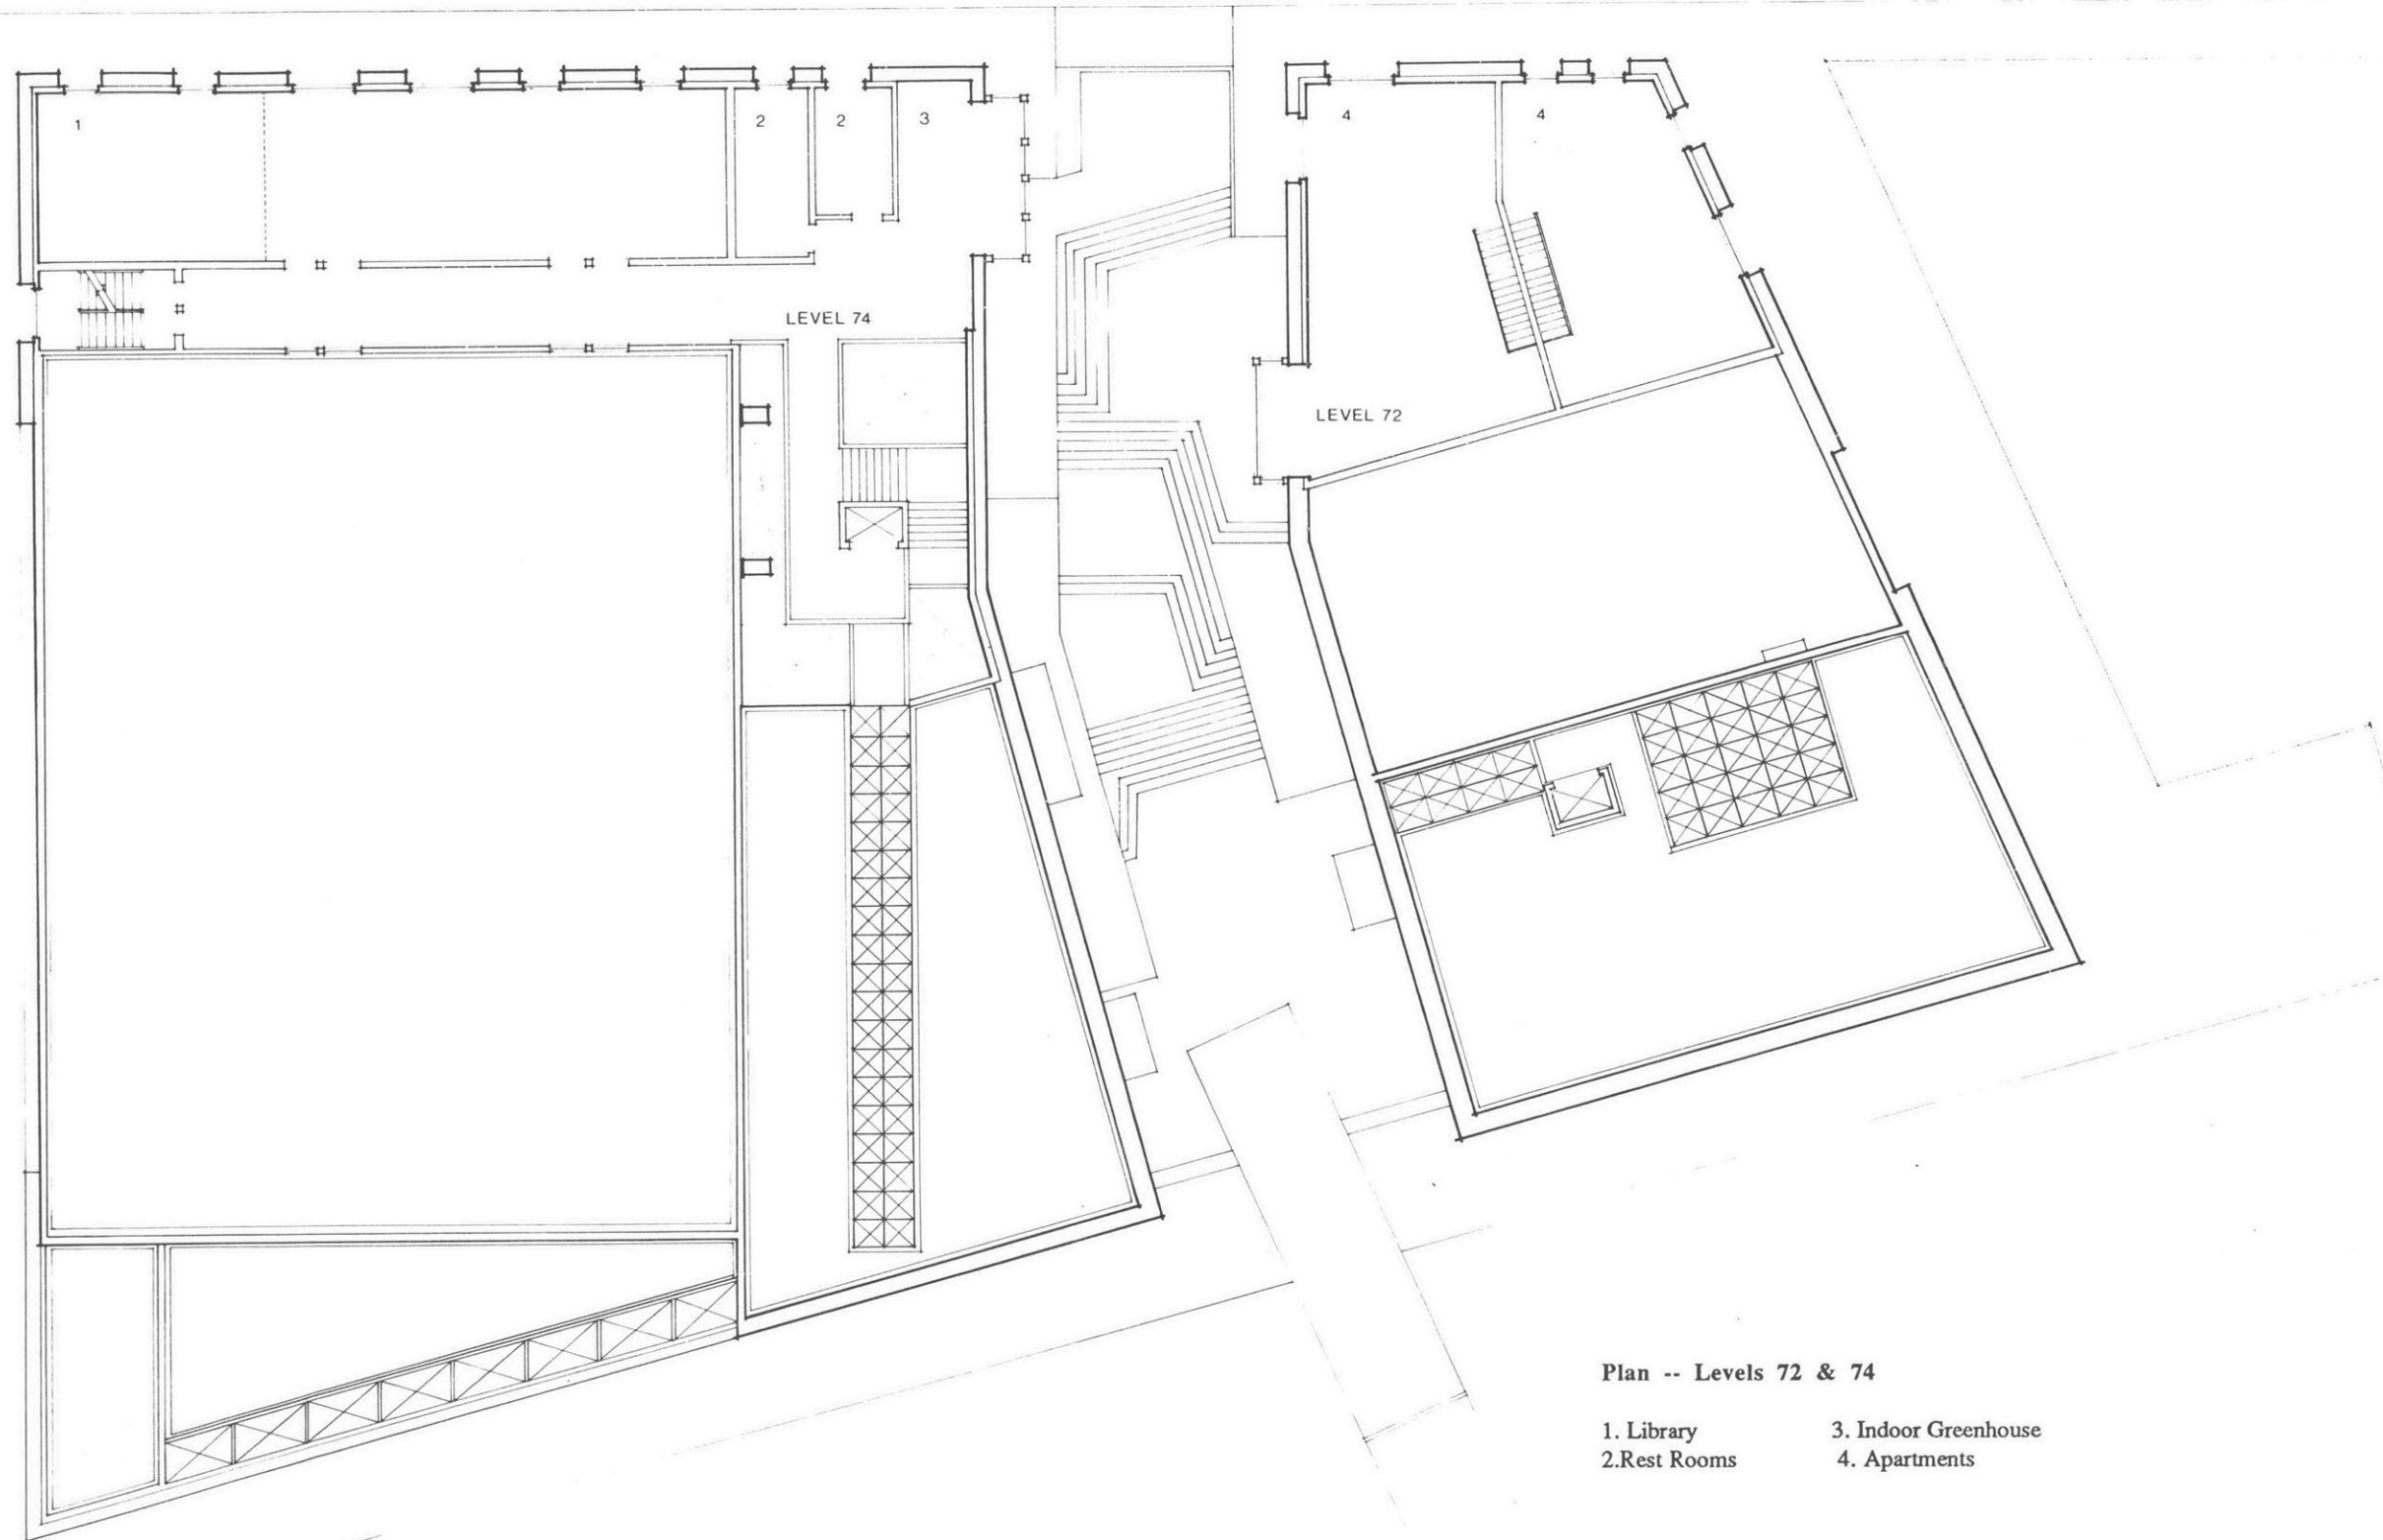 1
2
2
3
4
4
LEVEL 74
LEVEL 72
Plan -- Levels 72 & 74
1. Library
2.Rest Rooms
3. Indoor Greenhouse
4. Apartments